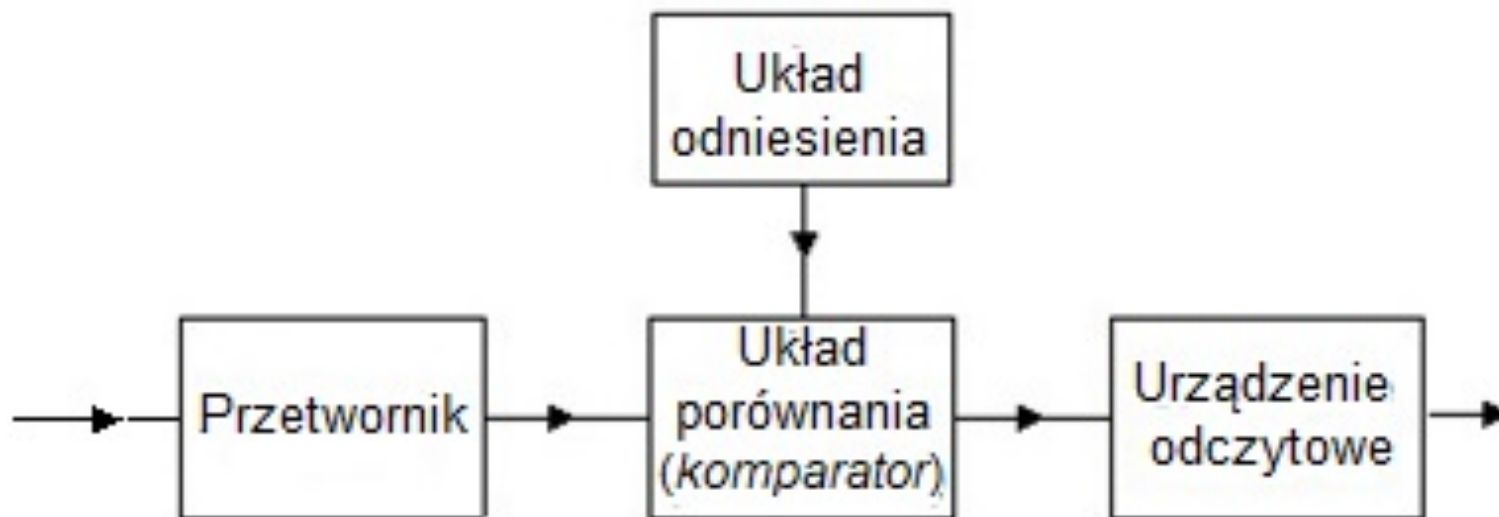 Układ
odniesienia
Przetwornik
Układ
porównania
(komparator)
Urządzenie
odczytowe